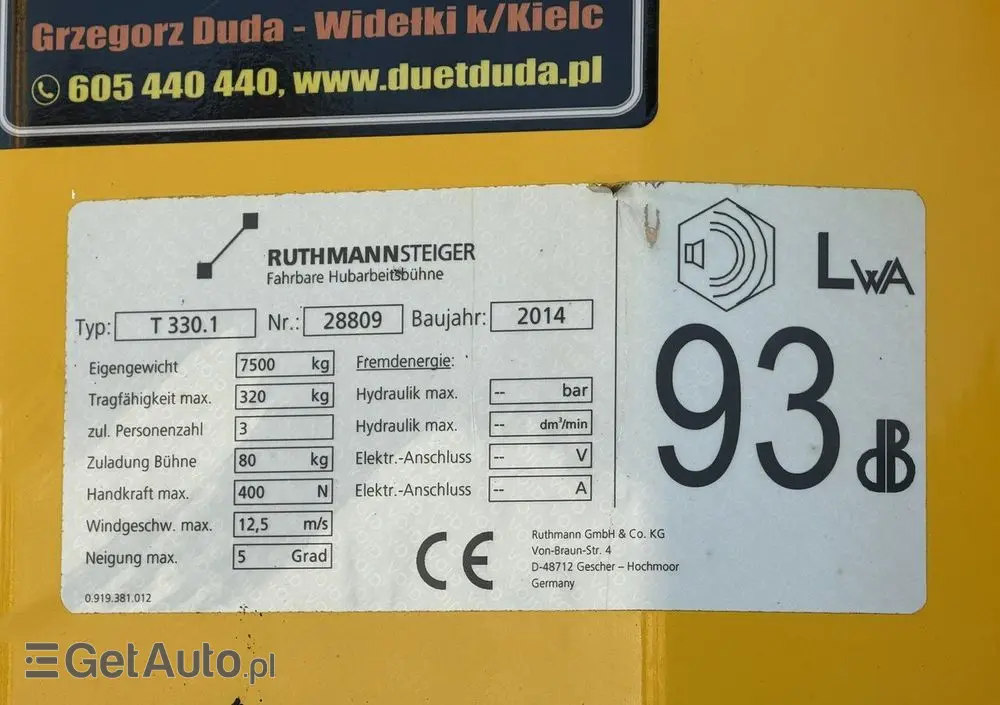 Grzegorz Duda - Widełki k/Kielc
605 440 440, www.duetduda.pl
RUTHMANNSTEIGER
Fahrbare Hubarbeitsbühne
Typ: T 330.1 Nr.: 28809 Baujahr: 2014
Eigengewicht 7500 kg
Tragfähigkeit max. 320 kg
zul. Personenzahl 3
Zuladung Bühne 80 kg
Handkraft max. 400 N
Windgeschw. max. 12,5 m/s
Neigung max. 5 Grad
Fremdenergie:
Hydraulik max. -- bar
Hydraulik max. -- dm³/min
Elektr.-Anschluss -- V
Elektr.-Anschluss -- A
CE
Ruthmann GmbH & Co. KG
Von-Braun-Str. 4
D-48712 Gescher – Hochmoor
Germany
0.919.381.012
LWA
93 dB
GetAuto.pl